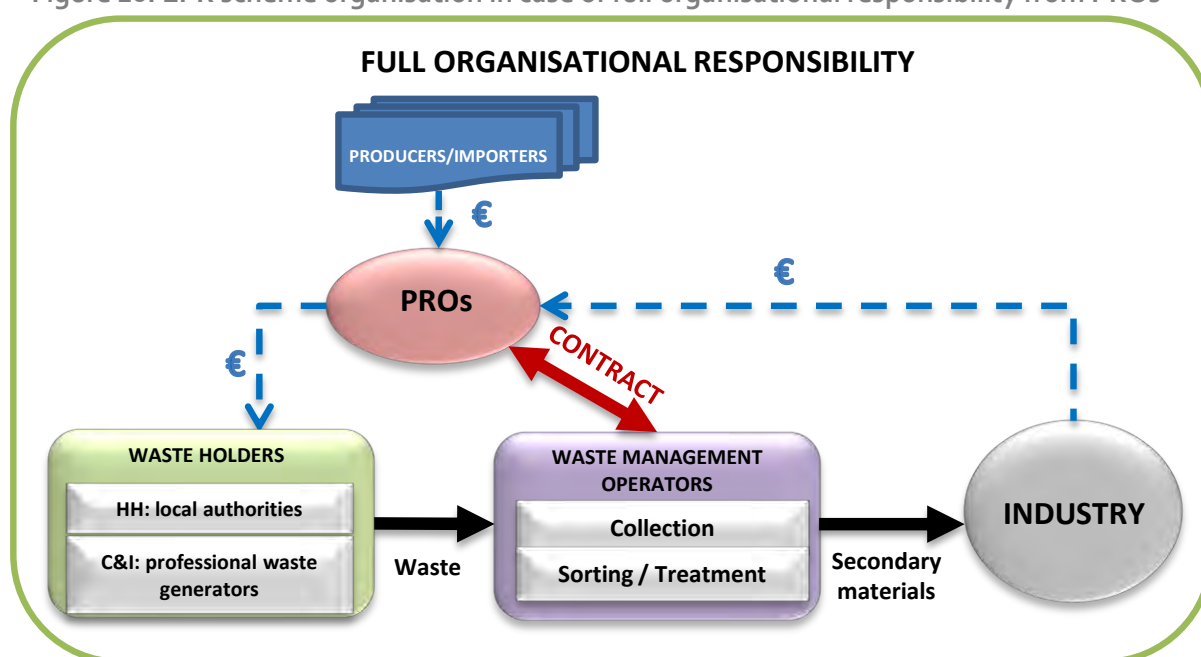 FULL ORGANISATIONAL RESPONSIBILITY
PRODUCERS/IMPORTERS
€
€
PROs
€
CONTRACT
WASTE HOLDERS
HH: local authorities
C&I: professional waste
generators
Waste
WASTE MANAGEMENT
OPERATORS
Collection
Sorting / Treatment
Secondary
materials
INDUSTRY